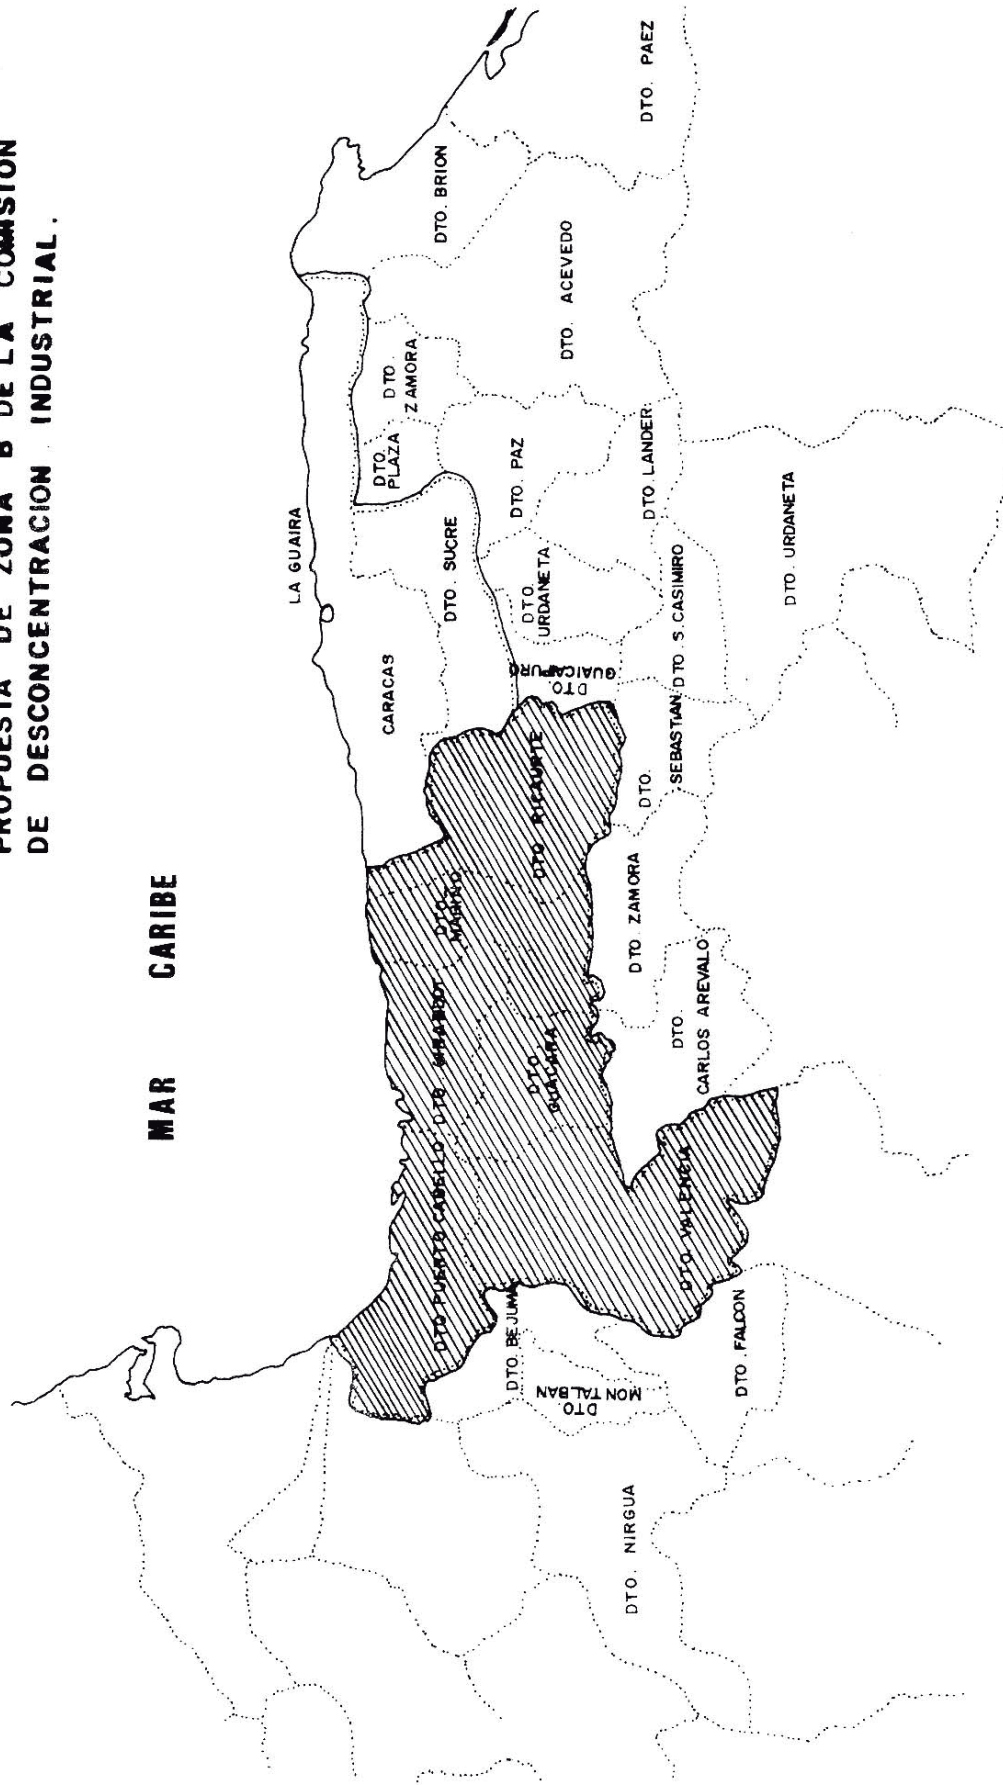 PROPUESTA DE ZONA B DE LA COMISION
DE DESCONCENTRACION INDUSTRIAL.
MAR CARIBE
LA GUAIRA
CARACAS
DTO. SUCRE
DTO.
PLAZA
DTO.
ZAMORA
DTO. BRION
DTO. PAEZ
DTO. ACEVEDO
DTO. PAZ
DTO. LANDER
DTO.
URDANETA
DTO.
GUAICAIPURO
DTO. S. CASIMIRO
DTO. URDANETA
DTO.
SEBASTIAN
DTO. ZAMORA
DTO.
CARLOS AREVALO
DTO RICAURTE
DTO.
MARIÑO
DTO GIRARDOT
DTO.
GUACARA
DTO PUERTO CABELLO
DTO. VALENCIA
DTO. BEJUMA
DTO
MONTALBAN
DTO. FALCON
DTO. NIRGUA